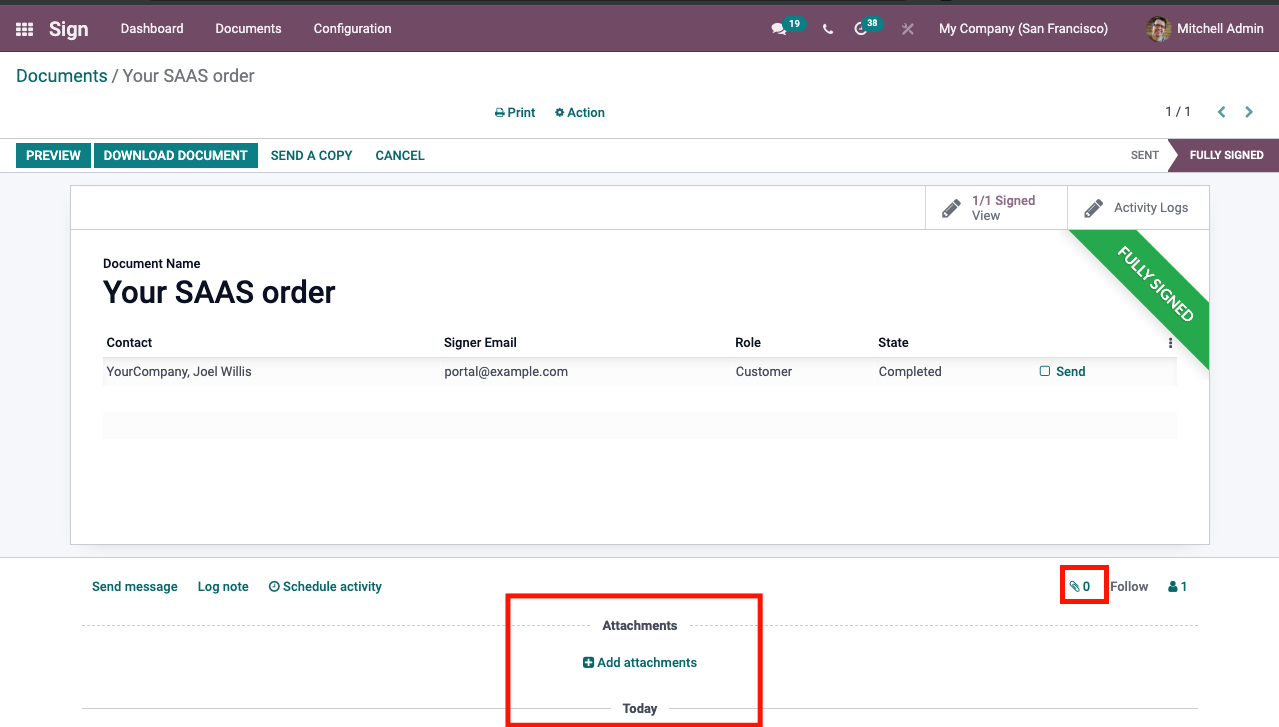 Sign Dashboard Documents Configuration 19 38 My Company (San Francisco) Mitchell Admin
Documents / Your SAAS order
Print Action 1 / 1
PREVIEW DOWNLOAD DOCUMENT SEND A COPY CANCEL SENT FULLY SIGNED
1/1 Signed
View
Activity Logs
FULLY SIGNED
Document Name
Your SAAS order
Contact Signer Email Role State
YourCompany, Joel Willis portal@example.com Customer Completed Send
Send message Log note Schedule activity 0 Follow 1
Attachments
Add attachments
Today